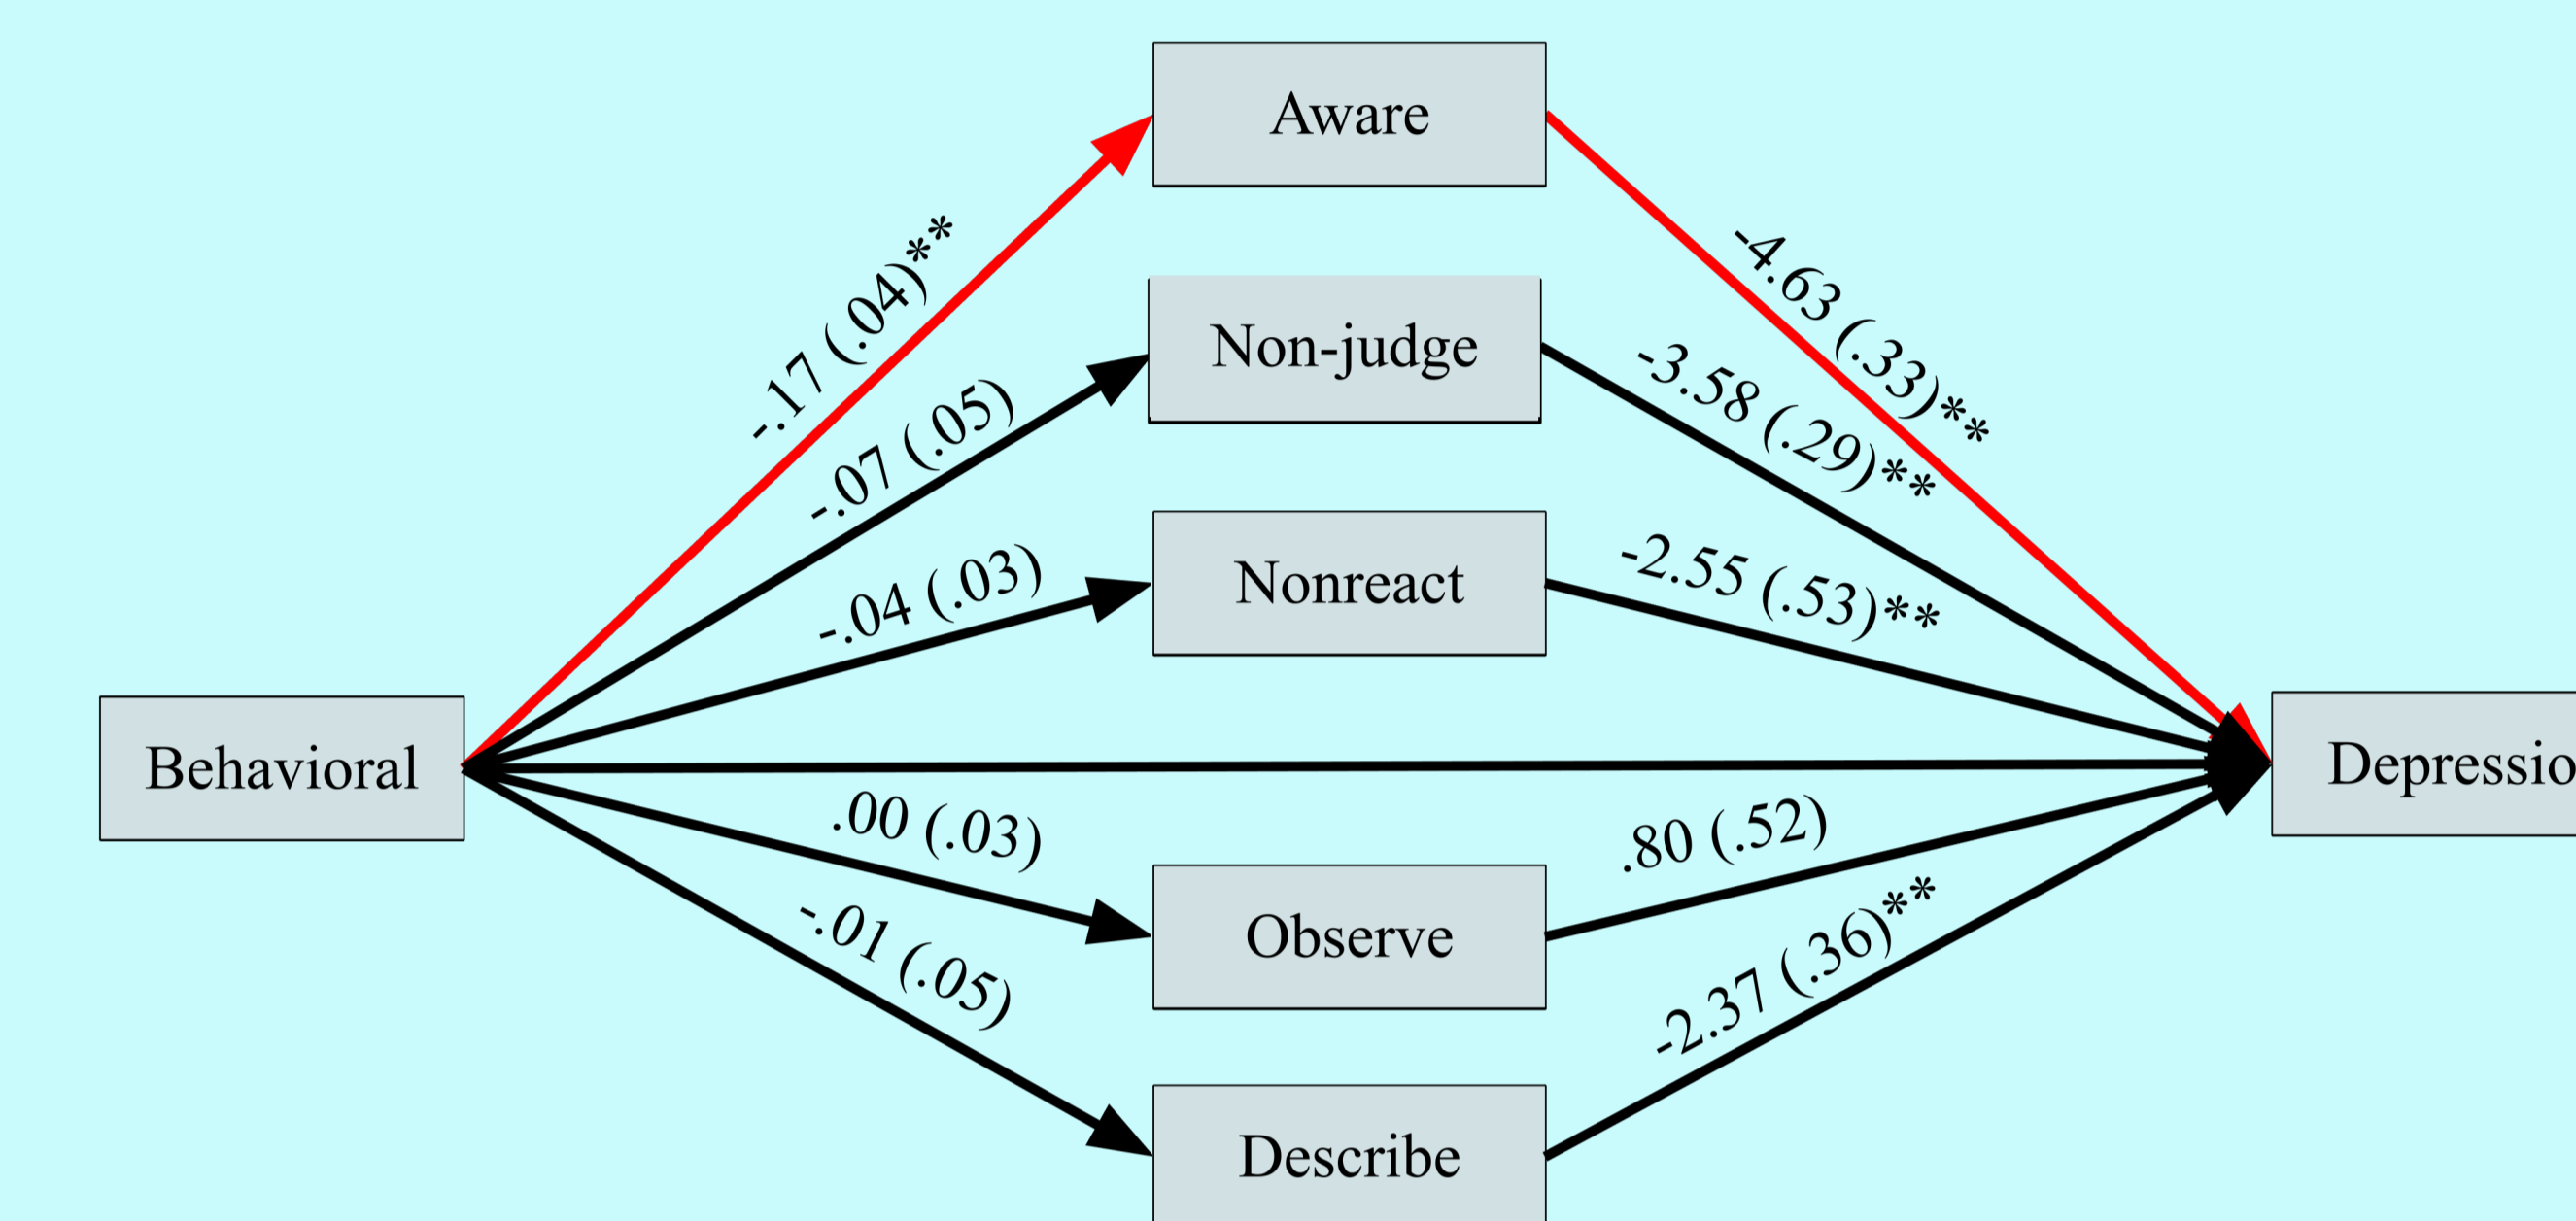 Aware
-.17 (.04)**
-4.63 (.33)**
Non-judge
-.07 (.05)
-3.58 (.29)**
Nonreact
-.04 (.03)
-2.55 (.53)**
Behavioral
Depressio
.00 (.03)
.80 (.52)
Observe
-.01 (.05)
-2.37 (.36)**
Describe